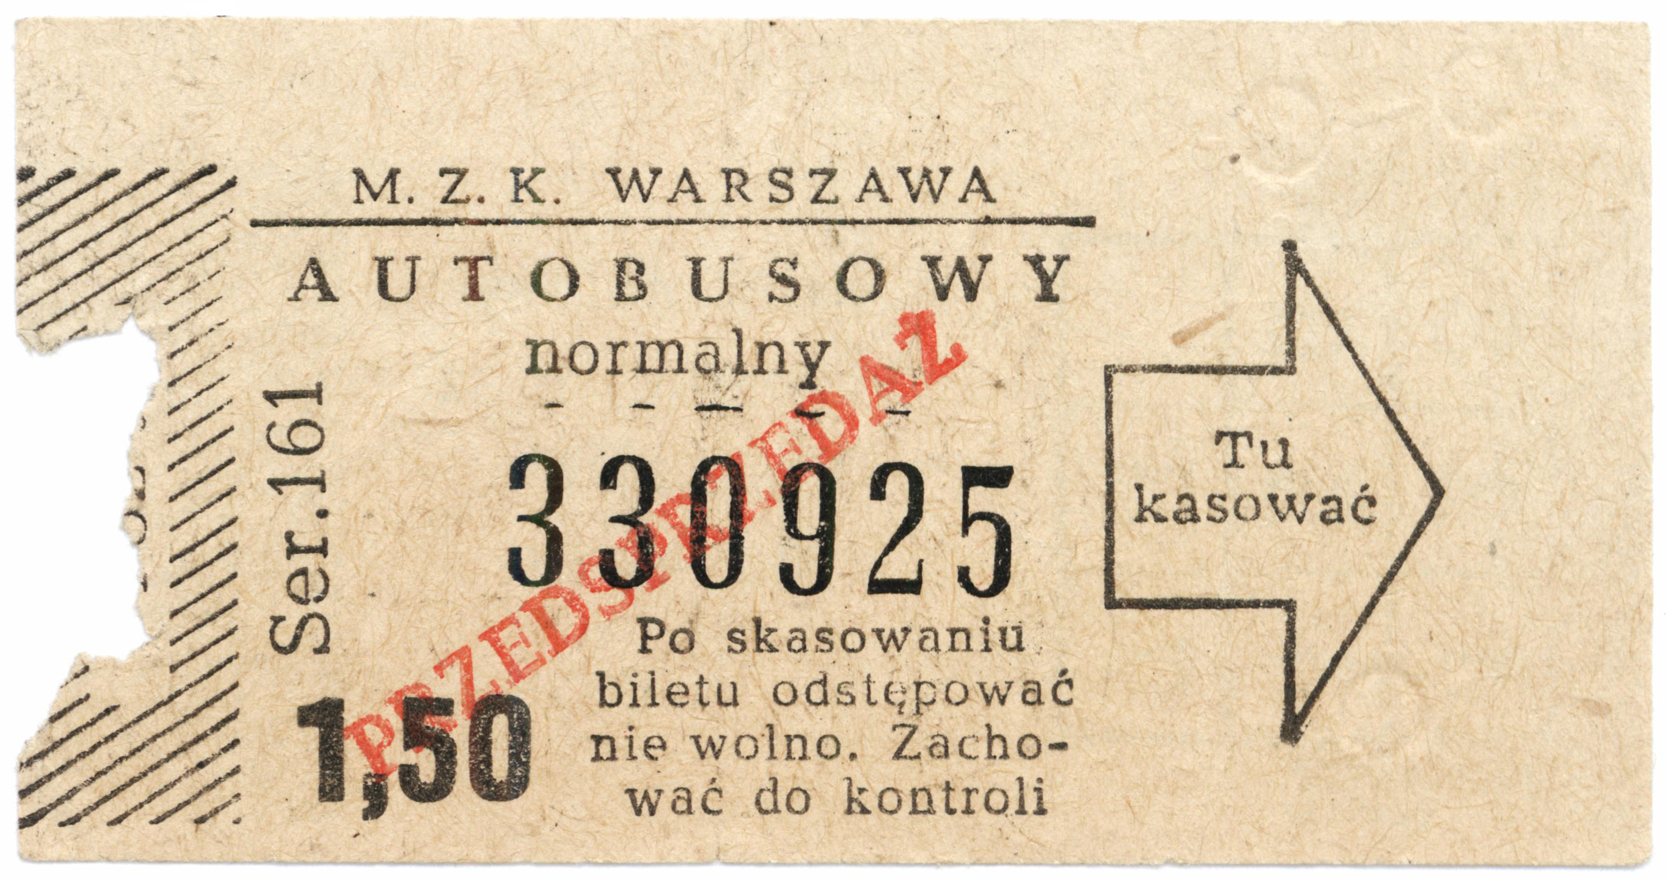 M. Z. K. WARSZAWA
AUTOBUSOWY
normalny
- - - - -
330925
PRZEDSPRZEDAŻ
Ser. 161
1,50
Po skasowaniu
biletu odstępować
nie wolno. Zacho-
wać do kontroli
Tu
kasować